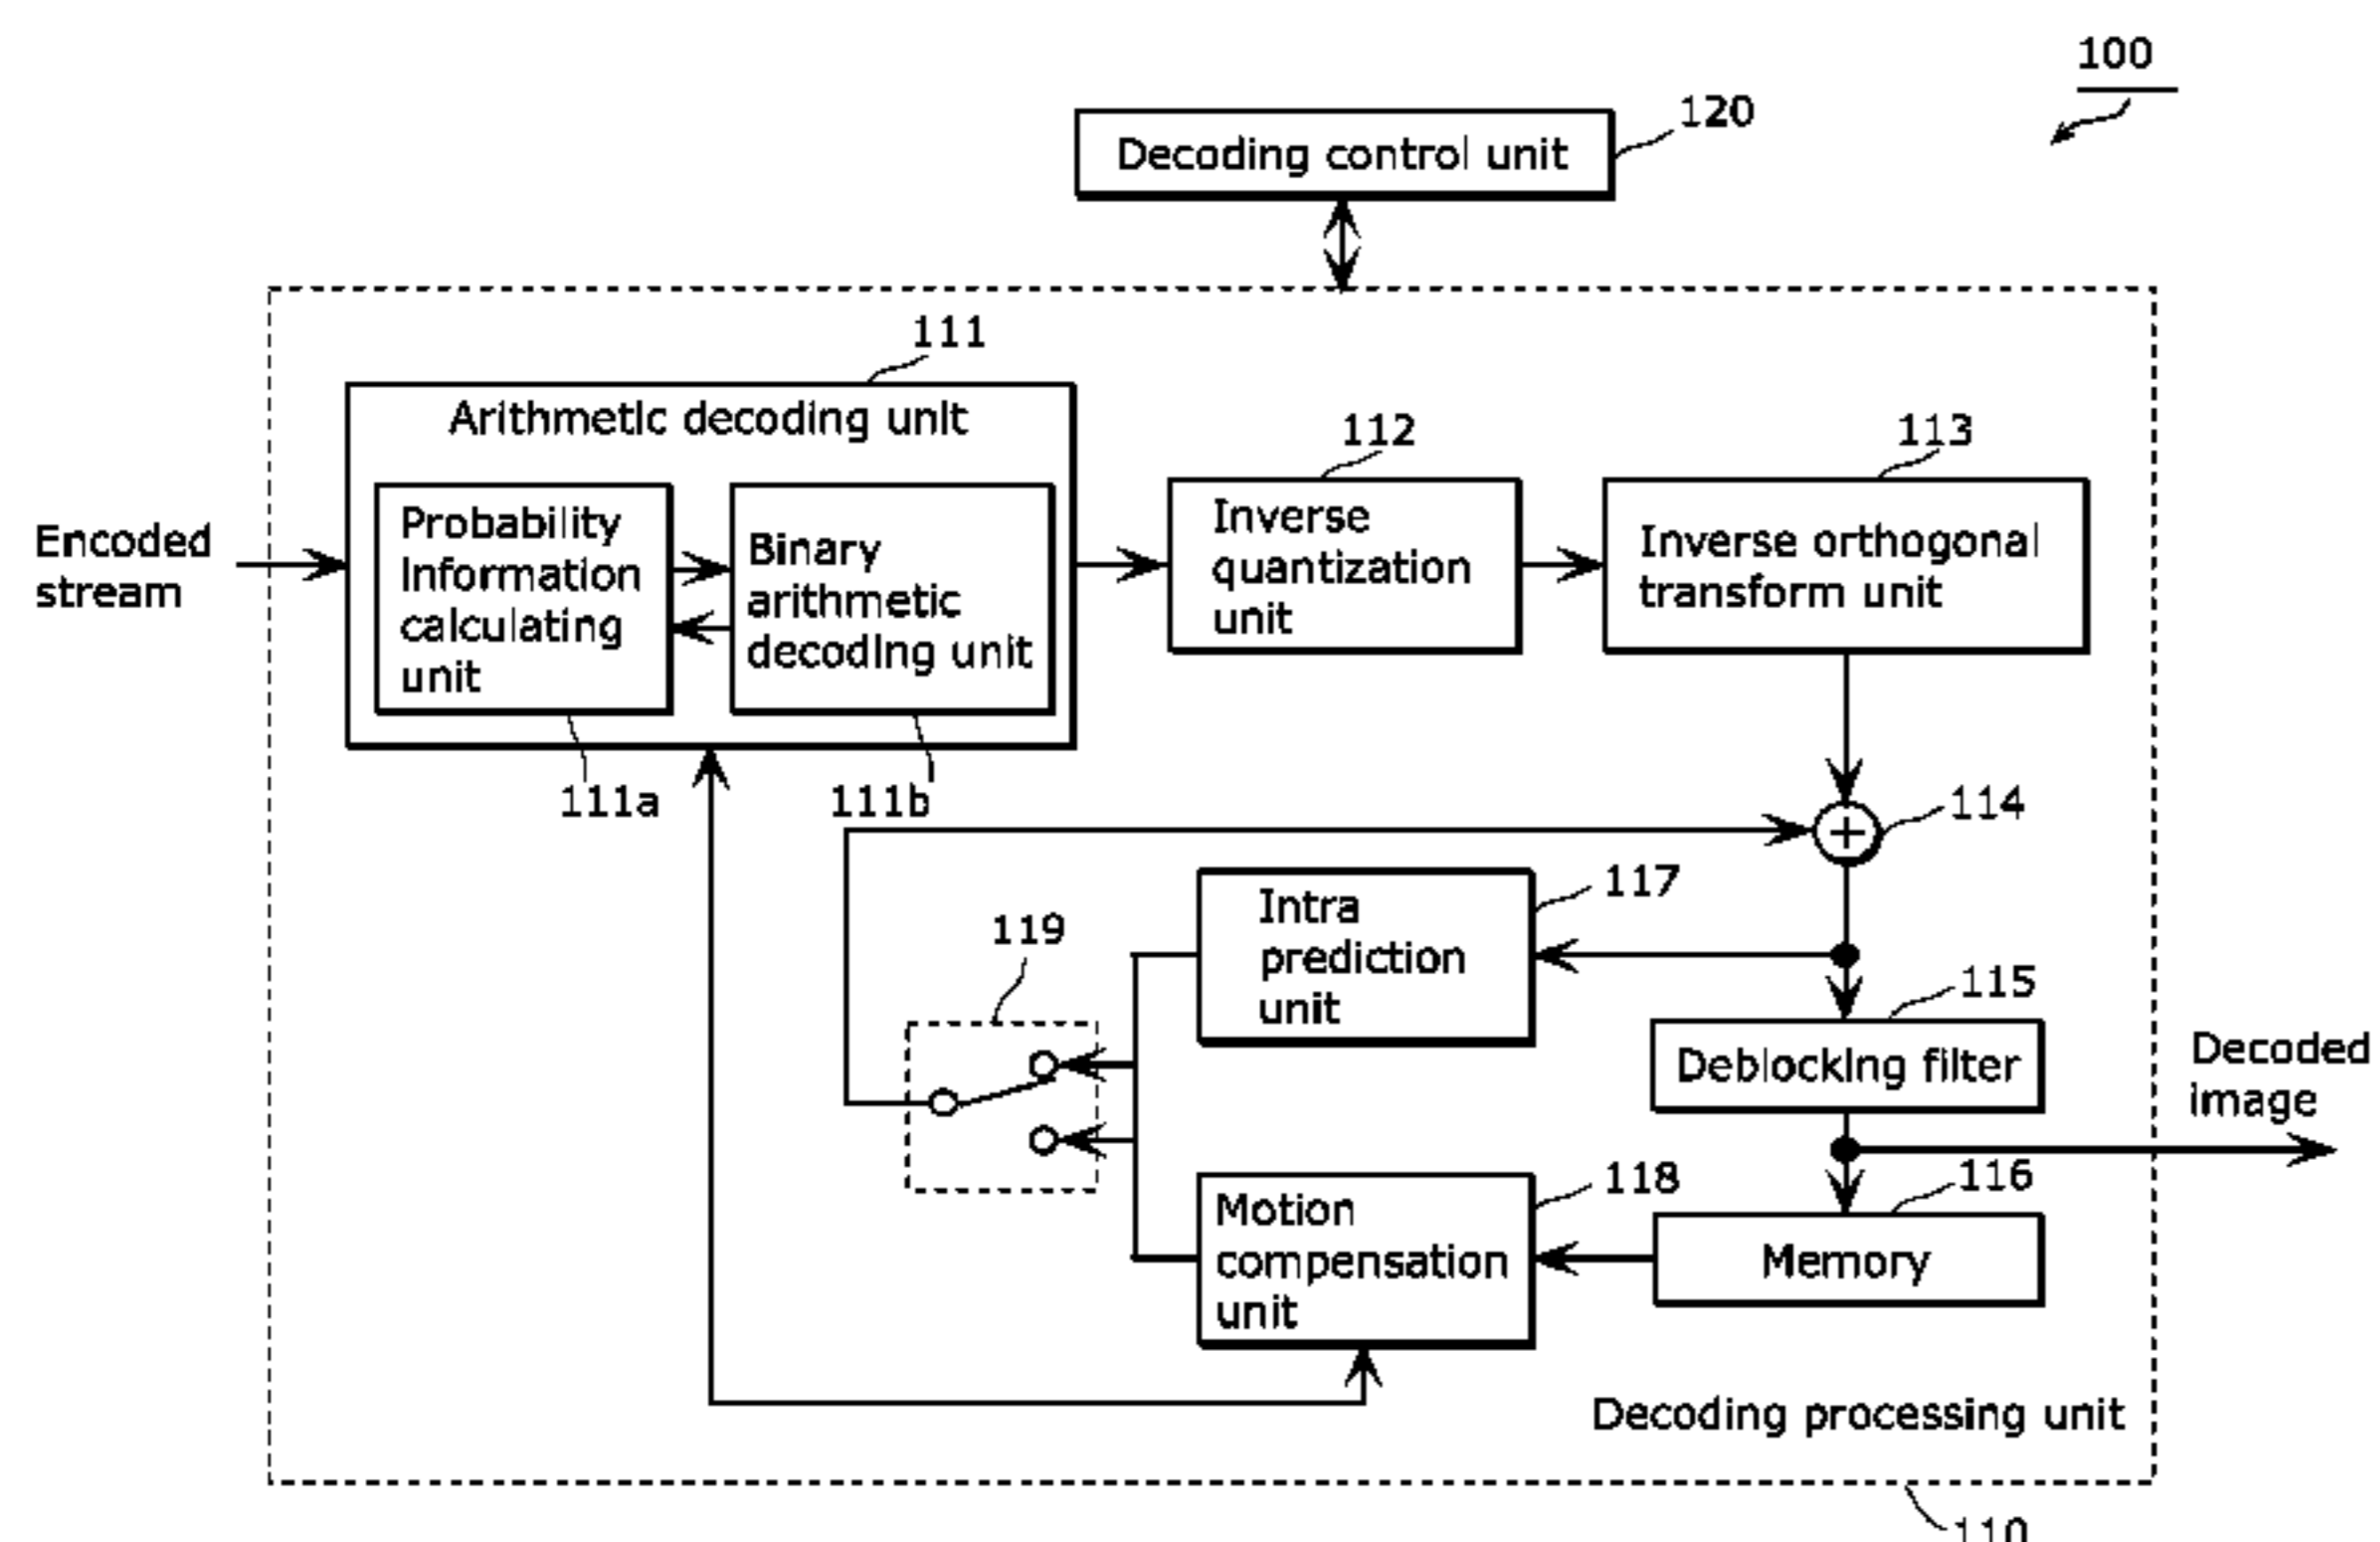 100
120
Decoding control unit
111
Arithmetic decoding unit
112
113
Encoded
stream
Probability
information
calculating
unit
Binary
arithmetic
decoding unit
Inverse
quantization
unit
Inverse orthogonal
transform unit
111a
111b
114
117
Intra
prediction
unit
119
115
Deblocking filter
Decoded
image
118
116
Motion
compensation
unit
Memory
Decoding processing unit
110